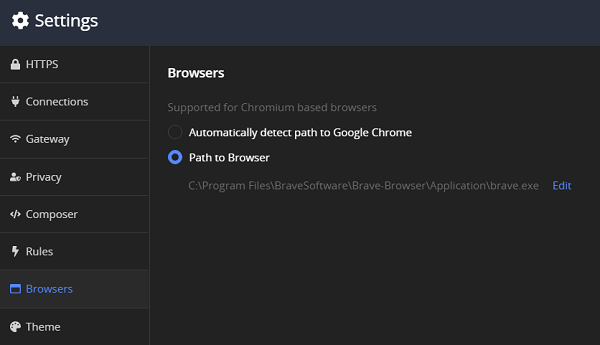 Settings
HTTPS
Connections
Gateway
Privacy
Composer
Rules
Browsers
Theme
Browsers
Supported for Chromium based browsers
Automatically detect path to Google Chrome
Path to Browser
C:\Program Files\BraveSoftware\Brave-Browser\Application\brave.exe Edit